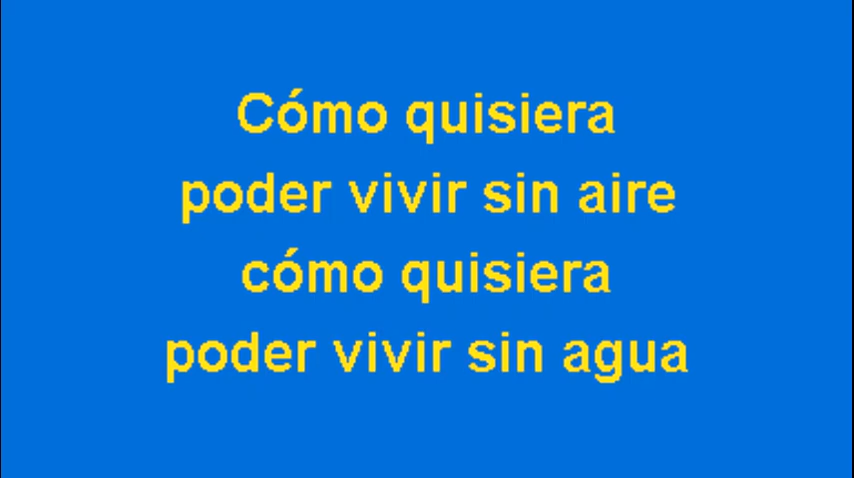 Cómo quisiera
poder vivir sin aire
cómo quisiera
poder vivir sin agua